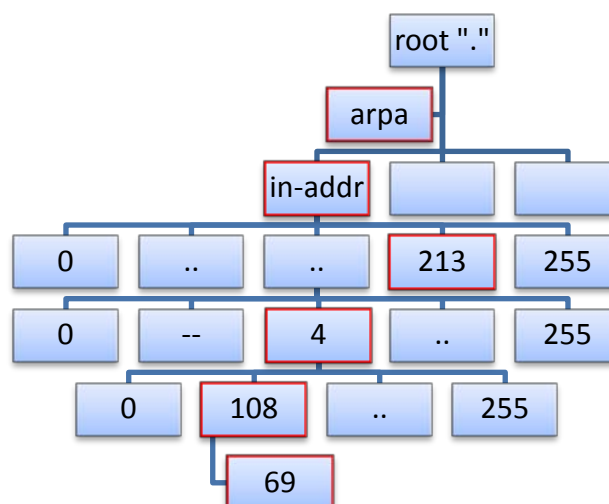 root "."
arpa
in-addr
0 .. .. 213 255
0 -- 4 .. 255
0 108 .. 255
69